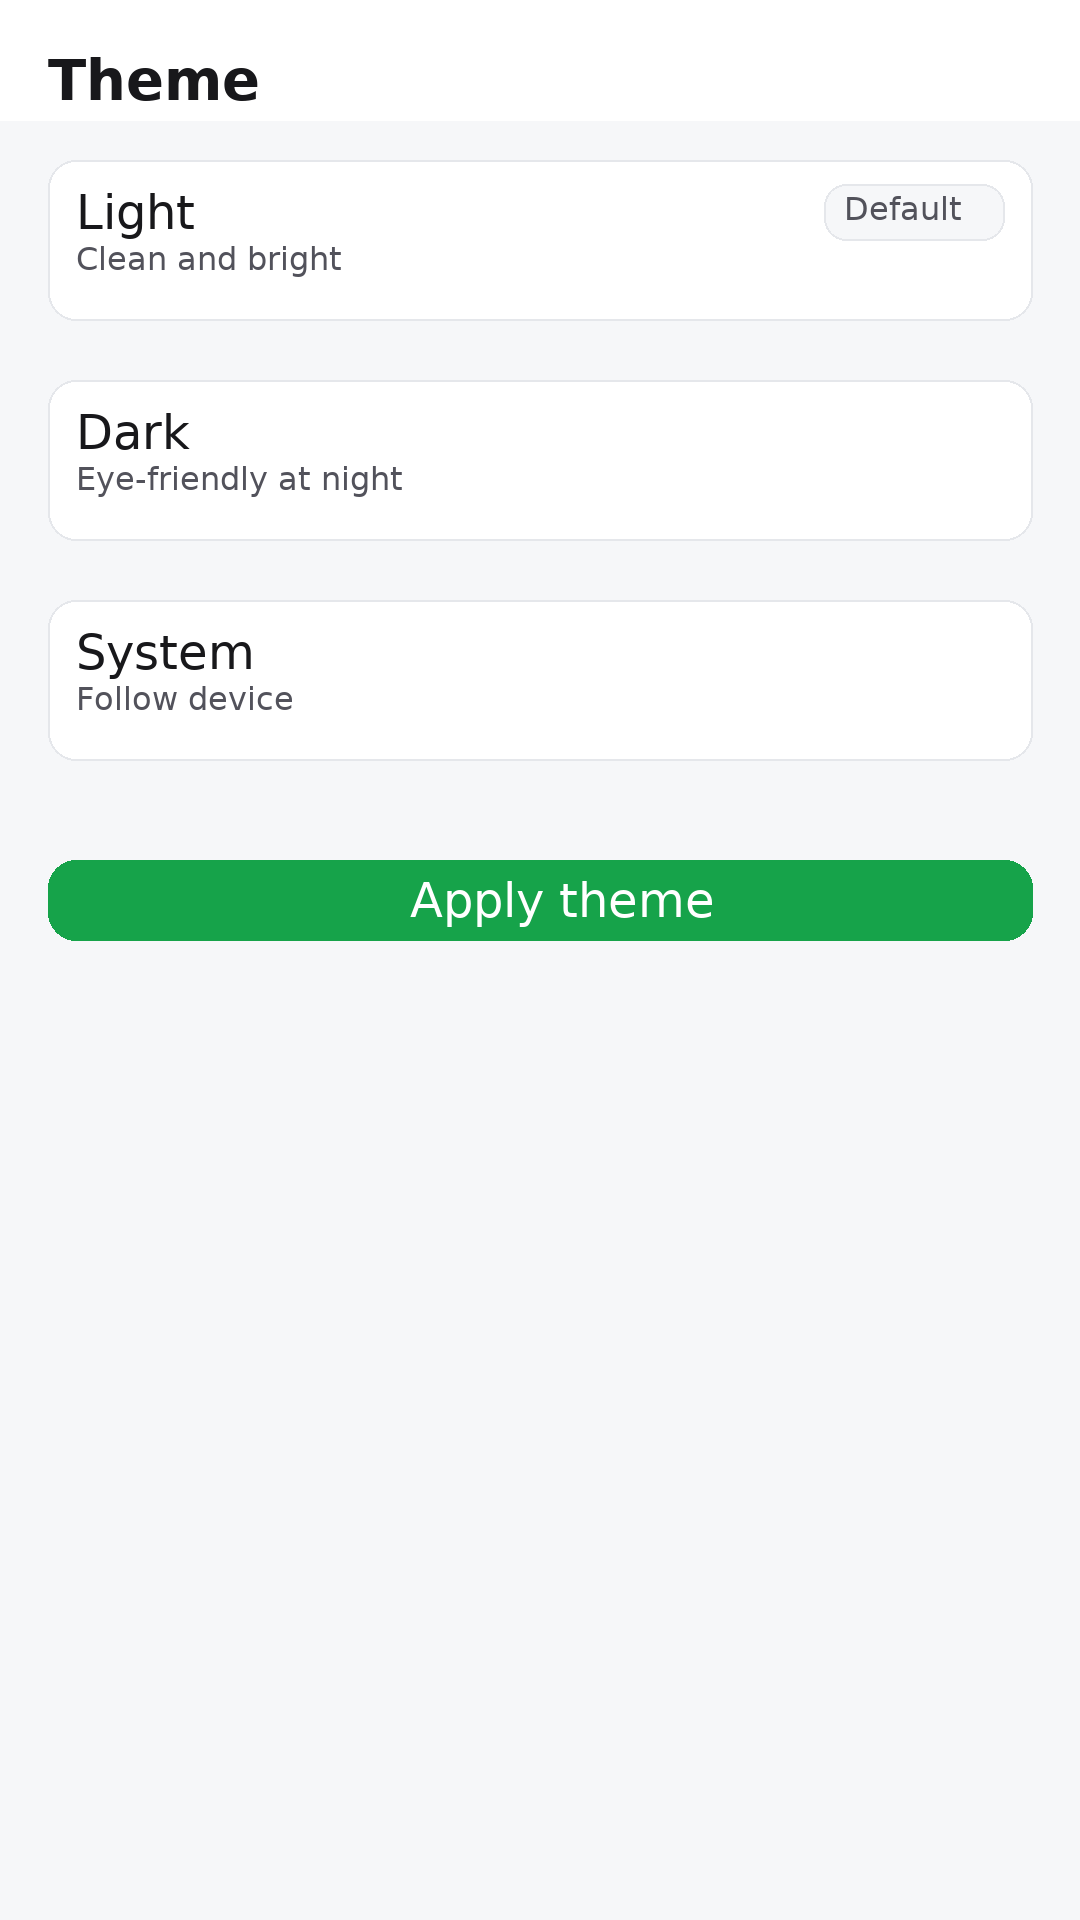 Theme
Light
Default
Clean and bright
Dark
Eye-friendly at night
System
Follow device
Apply theme